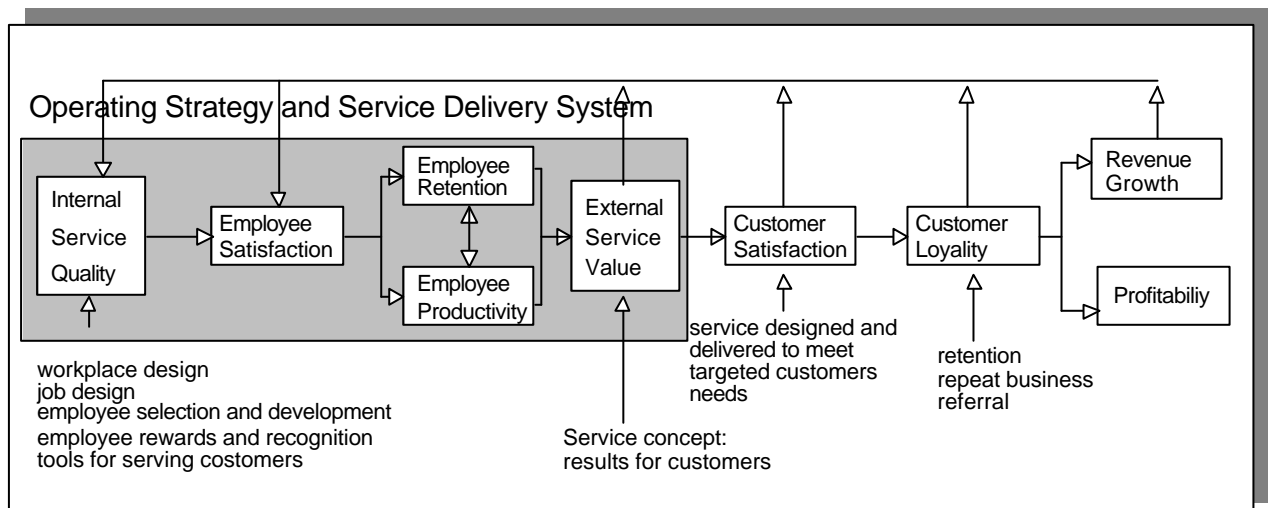 Operating Strategy and Service Delivery System
Internal
Service
Quality
Employee
Satisfaction
Employee
Retention
Employee
Productivity
External
Service
Value
Customer
Satisfaction
Customer
Loyality
Revenue
Growth
Profitabiliy
workplace design
job design
employee selection and development
employee rewards and recognition
tools for serving costomers
Service concept:
results for customers
service designed and
delivered to meet
targeted customers
needs
retention
repeat business
referral